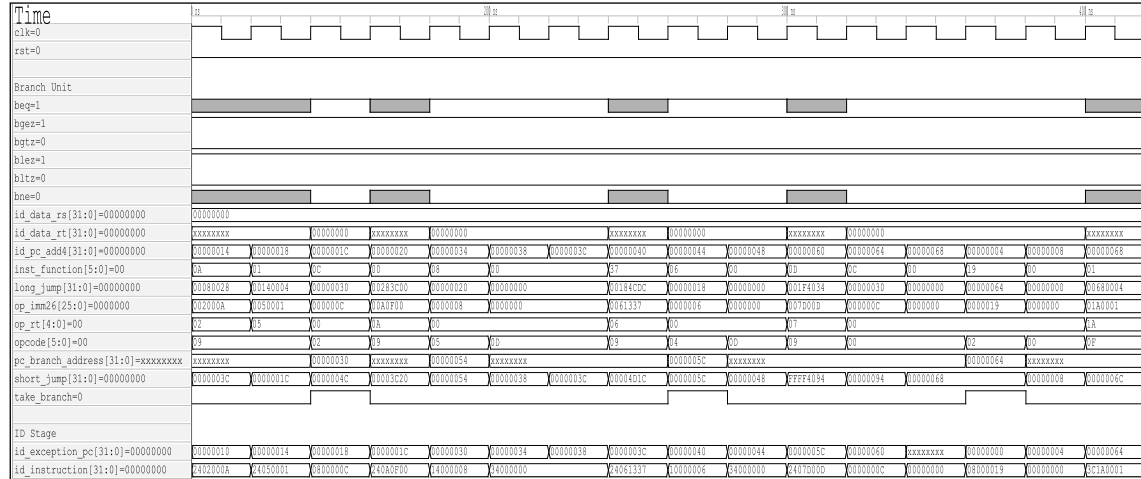 Time
clk=0
rst=0
Branch Unit
beq=1
bgez=1
bgtz=0
blez=1
bltz=0
bne=0
id_data_rs[31:0]=00000000 00000000
id_data_rt[31:0]=00000000 xxxxxxxx 00000000 xxxxxxxx 00000000 xxxxxxxx 00000000 xxxxxxxx 00000000 xxxxxxxx
id_pc_add4[31:0]=00000000 00000014 00000018 0000001C 00000020 00000034 00000038 0000003C 00000040 00000044 00000048 00000060 00000064 00000068 00000004 00000008 00000068
inst_function[5:0]=00 0A 01 0C 00 08 00 37 06 00 0D 0C 00 19 00 01
long_jump[31:0]=00000000 00080028 00140004 00000030 00283C00 00000020 00000000 00184CDC 00000018 00000000 001F4034 00000030 00000000 00000064 00000000 00680004
op_imm26[25:0]=0000000 002000A 0050001 000000C 00A0F00 0000008 0000000 0061337 0000006 0000000 007D00D 000000C 0000000 0000019 0000000 01A0001
op_rt[4:0]=00 02 05 00 0A 00 06 00 07 00 1A
opcode[5:0]=00 09 02 09 05 0D 09 04 0D 09 00 02 00 0F
pc_branch_address[31:0]=xxxxxxxx xxxxxxxx 00000030 xxxxxxxx 00000054 xxxxxxxx 0000005C xxxxxxxx 00000064 xxxxxxxx
short_jump[31:0]=00000000 0000003C 0000001C 0000004C 00003C20 00000054 00000038 0000003C 00004D1C 0000005C 00000048 FFFF4094 00000094 00000068 00000008 0000006C
take_branch=0
ID Stage
id_exception_pc[31:0]=00000000 00000010 00000014 00000018 0000001C 00000030 00000034 00000038 0000003C 00000040 00000044 0000005C 00000060 xxxxxxxx 00000000 00000004 00000064
id_instruction[31:0]=00000000 2402000A 24050001 0800000C 240A0F00 14000008 34000000 24061337 10000006 34000000 2407D00D 0000000C 00000000 08000019 00000000 3C1A0001